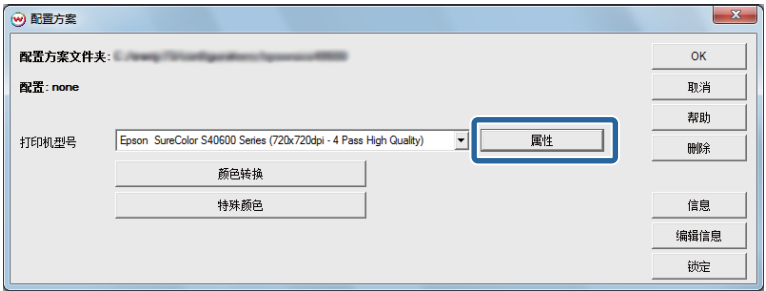 配置方案
配置方案文件夹:
OK
配置: none
取消
帮助
打印机型号
Epson SureColor S40600 Series (720x720dpi - 4 Pass High Quality)
属性
删除
颜色转换
特殊颜色
信息
编辑信息
锁定